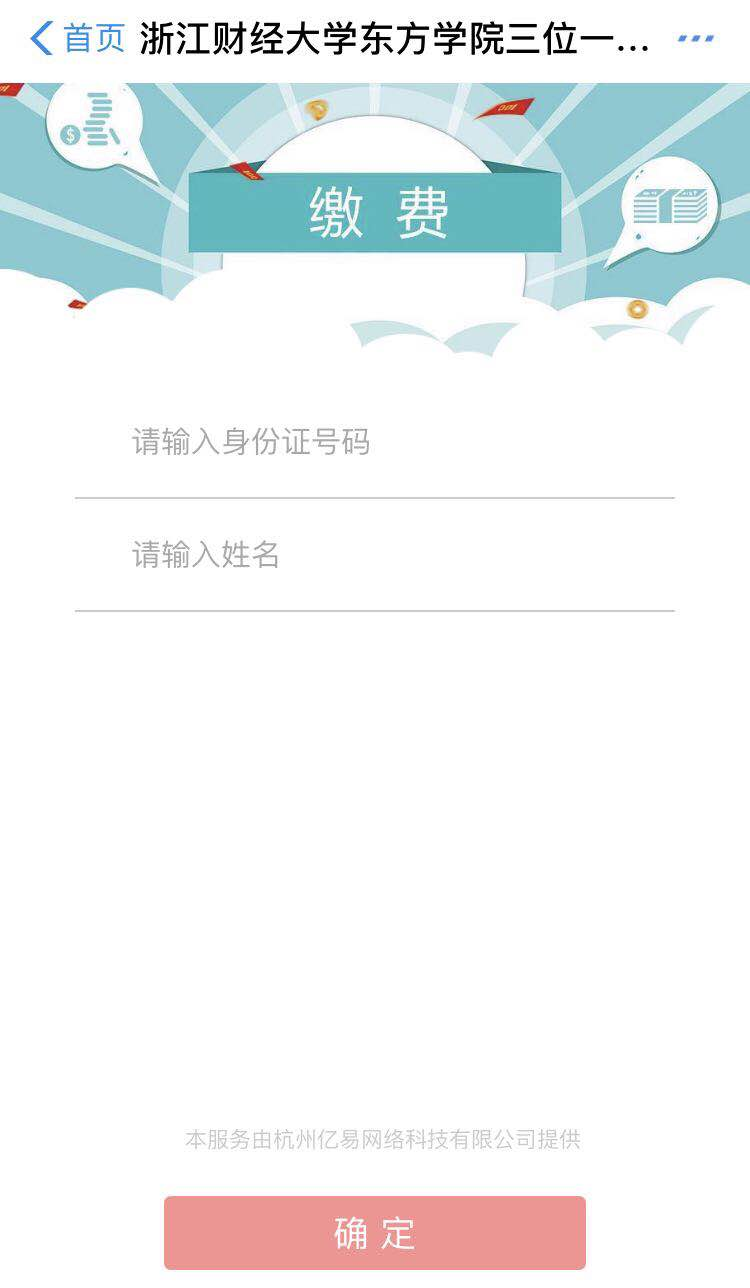 首页 浙江财经大学东方学院三位一...
缴费
请输入身份证号码
请输入姓名
本服务由杭州亿易网络科技有限公司提供
确定